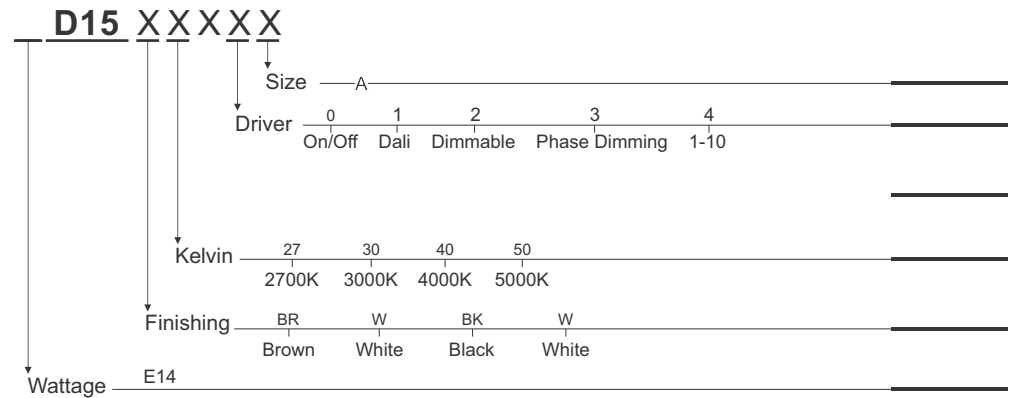 D15 X X X X X
Size A
Driver 0 1 2 3 4
On/Off Dali Dimmable Phase Dimming 1-10
Kelvin 27 30 40 50
2700K 3000K 4000K 5000K
Finishing BR W BK W
Brown White Black White
Wattage E14